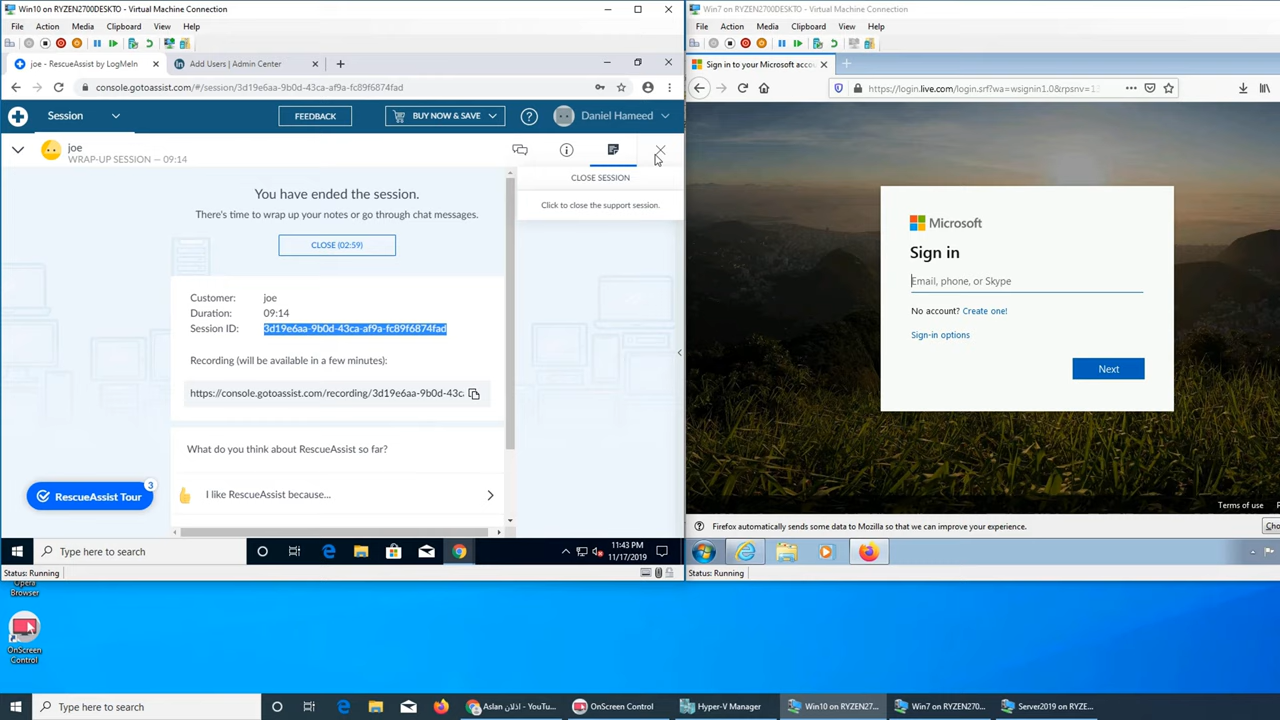 Win10 on RYZEN2700DESKTO - Virtual Machine Connection
File Action Media Clipboard View Help
joe - RescueAssist by LogMeIn
Add Users | Admin Center
console.gotoassist.com/#/session/3d19e6aa-9b0d-43ca-af9a-fc89f6874fad
Session
FEEDBACK
BUY NOW & SAVE
Daniel Hameed
joe
WRAP-UP SESSION — 09:14
CLOSE SESSION
Click to close the support session.
You have ended the session.
There's time to wrap up your notes or go through chat messages.
CLOSE (02:59)
Customer: joe
Duration: 09:14
Session ID: 3d19e6aa-9b0d-43ca-af9a-fc89f6874fad
Recording (will be available in a few minutes):
https://console.gotoassist.com/recording/3d19e6aa-9b0d-43c
What do you think about RescueAssist so far?
I like RescueAssist because...
RescueAssist Tour
3
Type here to search
11:43 PM
11/17/2019
Status: Running
Win7 on RYZEN2700DESKTO - Virtual Machine Connection
File Action Media Clipboard View Help
Sign in to your Microsoft accou
https://login.live.com/login.srf?wa=wsignin1.0&rpsnv=1
Microsoft
Sign in
Email, phone, or Skype
No account? Create one!
Sign-in options
Next
Terms of use
Firefox automatically sends some data to Mozilla so that we can improve your experience.
Cho
Status: Running
Opera
Browser
OnScreen
Control
Type here to search
Aslan اذلان - YouTu...
OnScreen Control
Hyper-V Manager
Win10 on RYZEN27...
Win7 on RYZEN270...
Server2019 on RYZE...